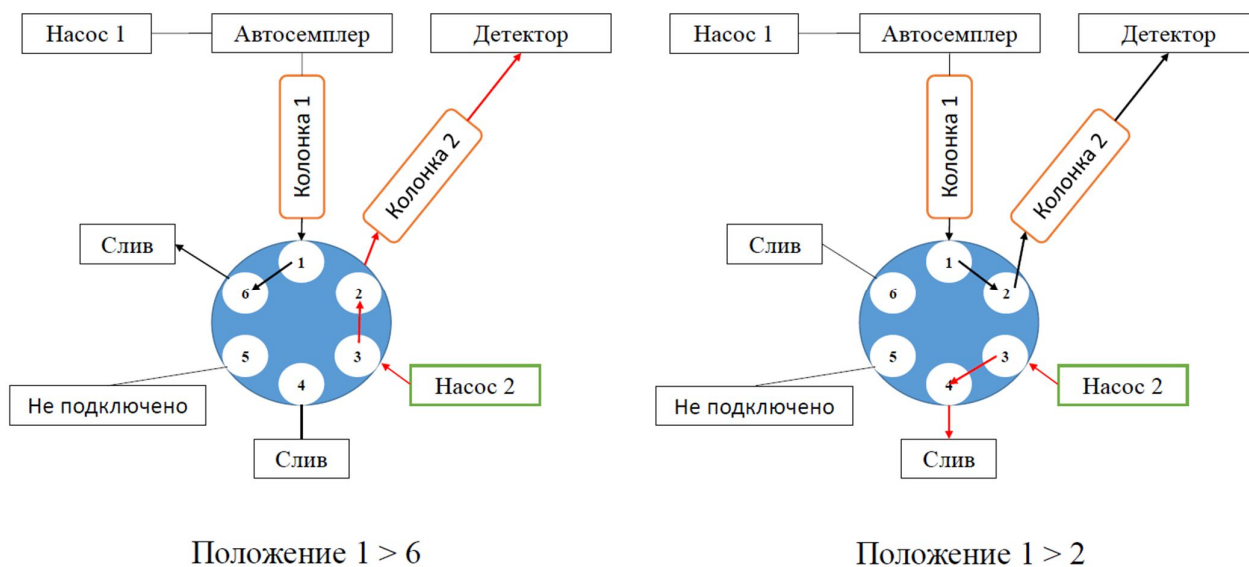 Насос 1
Автосемплер
Детектор
Колонка 1
Колонка 2
Слив
1
2
3
4
5
6
Не подключено
Насос 2
Слив
Положение 1 > 6
Насос 1
Автосемплер
Детектор
Колонка 1
Колонка 2
Слив
1
2
3
4
5
6
Не подключено
Насос 2
Слив
Положение 1 > 2